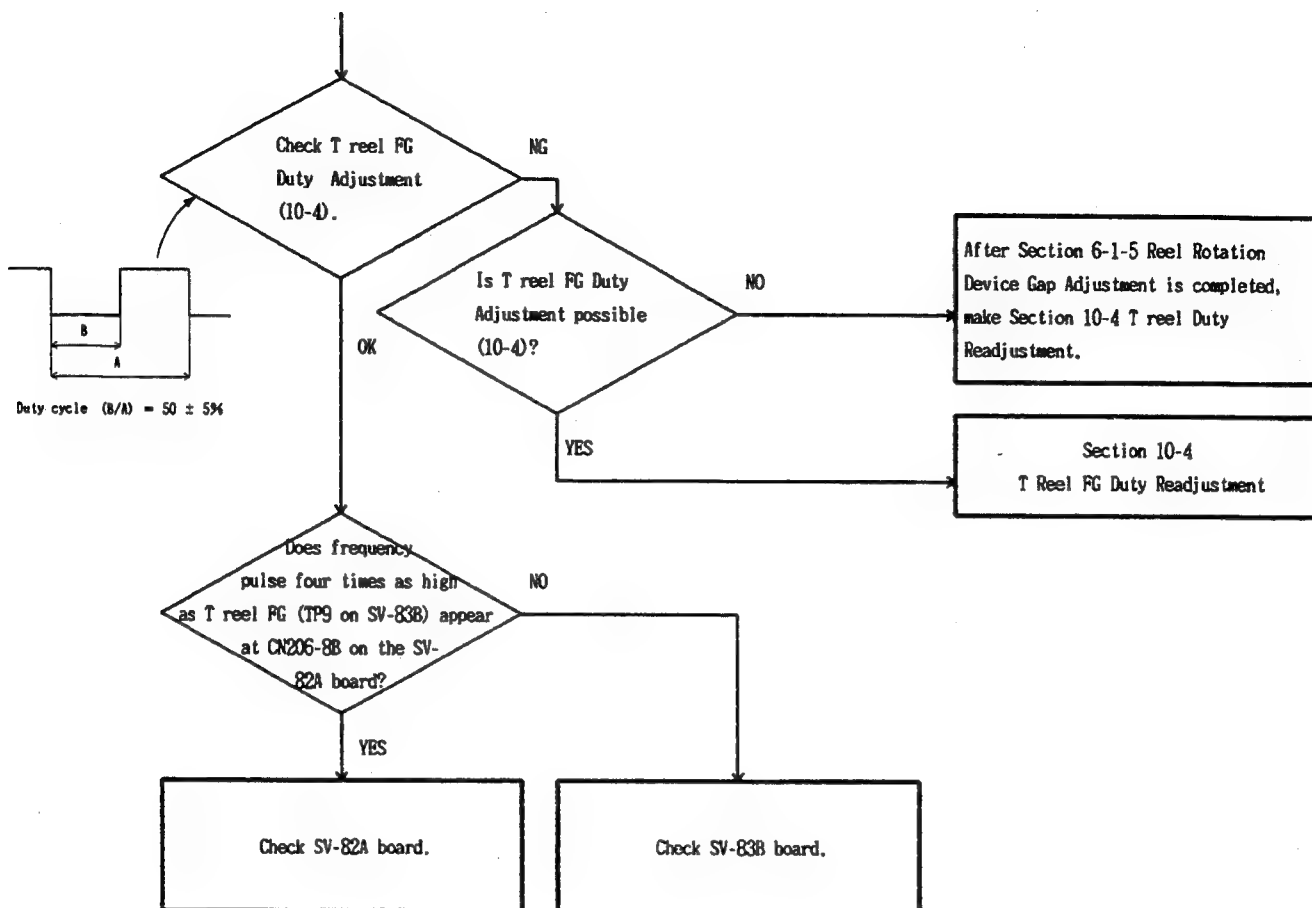 Check T reel FG
Duty Adjustment
(10-4).
NG
B
A
Duty cycle (B/A) = 50 ± 5%
OK
Is T reel FG Duty
Adjustment possible
(10-4)?
NO
After Section 6-1-5 Reel Rotation
Device Gap Adjustment is completed,
make Section 10-4 T reel Duty
Readjustment.
YES
Section 10-4
T Reel FG Duty Readjustment
Does frequency
pulse four times as high
as T reel FG (TP9 on SV-83B) appear
at CN206-8B on the SV-
82A board?
NO
YES
Check SV-82A board.
Check SV-83B board.